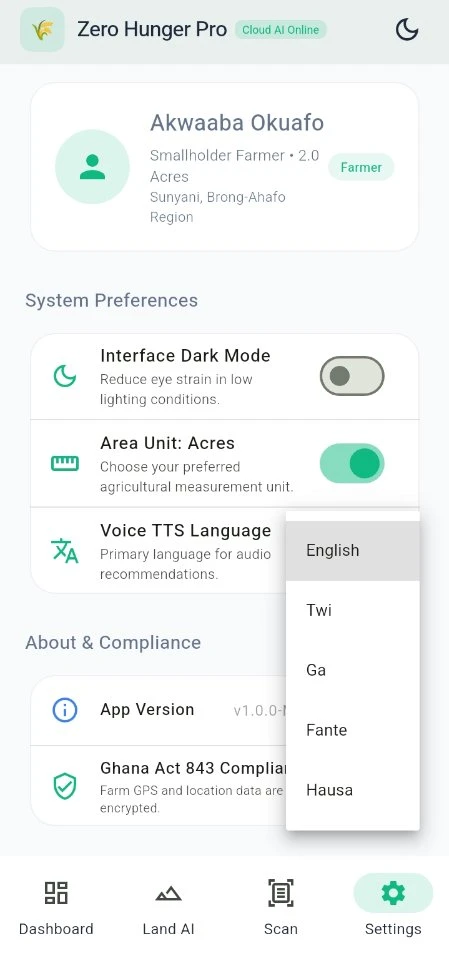 Zero Hunger Pro
Cloud AI Online
Akwaaba Okuafo
Smallholder Farmer • 2.0
Acres
Sunyani, Brong-Ahafo
Region
Farmer
System Preferences
Interface Dark Mode
Reduce eye strain in low
lighting conditions.
Area Unit: Acres
Choose your preferred
agricultural measurement unit.
Voice TTS Language
Primary language for audio
recommendations.
English
Twi
Ga
Fante
Hausa
About & Compliance
App Version
v1.0.0-
Ghana Act 843
Farm GPS and location data are
encrypted.
Dashboard
Land AI
Scan
Settings